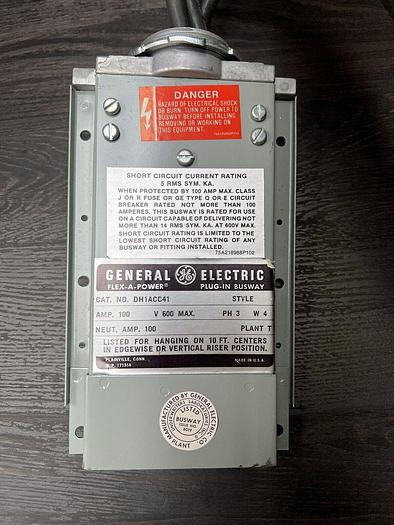 DANGER
HAZARD OF ELECTRICAL SHOCK
OR BURN. TURN OFF POWER TO
BUSWAY BEFORE INSTALLING
REMOVING OR WORKING ON
THIS EQUIPMENT.
SHORT CIRCUIT CURRENT RATING
5 RMS SYM. KA.
WHEN PROTECTED BY 100 AMP MAX. CLASS
J OR R FUSE OR GE TYPE Q OR E CIRCUIT
BREAKER RATED NOT MORE THAN 100
AMPERES. THIS BUSWAY IS RATED FOR USE
ON A CIRCUIT CAPABLE OF DELIVERING NOT
MORE THAN 14 RMS SYM. KA. AT 600V MAX.
SHORT CIRCUIT RATING IS LIMITED TO THE
LOWEST SHORT CIRCUIT RATING OF ANY
BUSWAY OR FITTING INSTALLED.
75A218988P102
GENERAL GE ELECTRIC
FLEX-A-POWER® PLUG-IN BUSWAY
CAT. NO. DH1ACC41 STYLE
AMP. 100 V 600 MAX. PH 3 W 4
NEUT. AMP. 100 PLANT T
LISTED FOR HANGING ON 10 FT. CENTERS
IN EDGEWISE OR VERTICAL RISER POSITION.
PLAINVILLE, CONN. MADE IN U.S.A.
N.P. 171314
MANUFACTURED BY GENERAL ELECTRIC CO
UNDERWRITERS LABORATORIES INC.
LISTED
BUSWAY
ISSUE NO.
PLANT